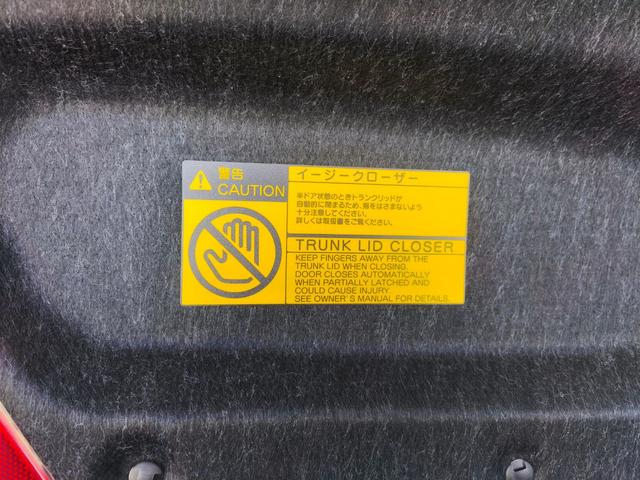 警告
CAUTION
イージークローザー
半ドア状態のときトランクリッドが
自動的に閉まるため、指をはさまないよう
十分注意してください。
詳しくは取扱書をご覧ください。
TRUNK LID CLOSER
KEEP FINGERS AWAY FROM THE
TRUNK LID WHEN CLOSING.
DOOR CLOSES AUTOMATICALLY
WHEN PARTIALLY LATCHED AND
COULD CAUSE INJURY.
SEE OWNER'S MANUAL FOR DETAILS.